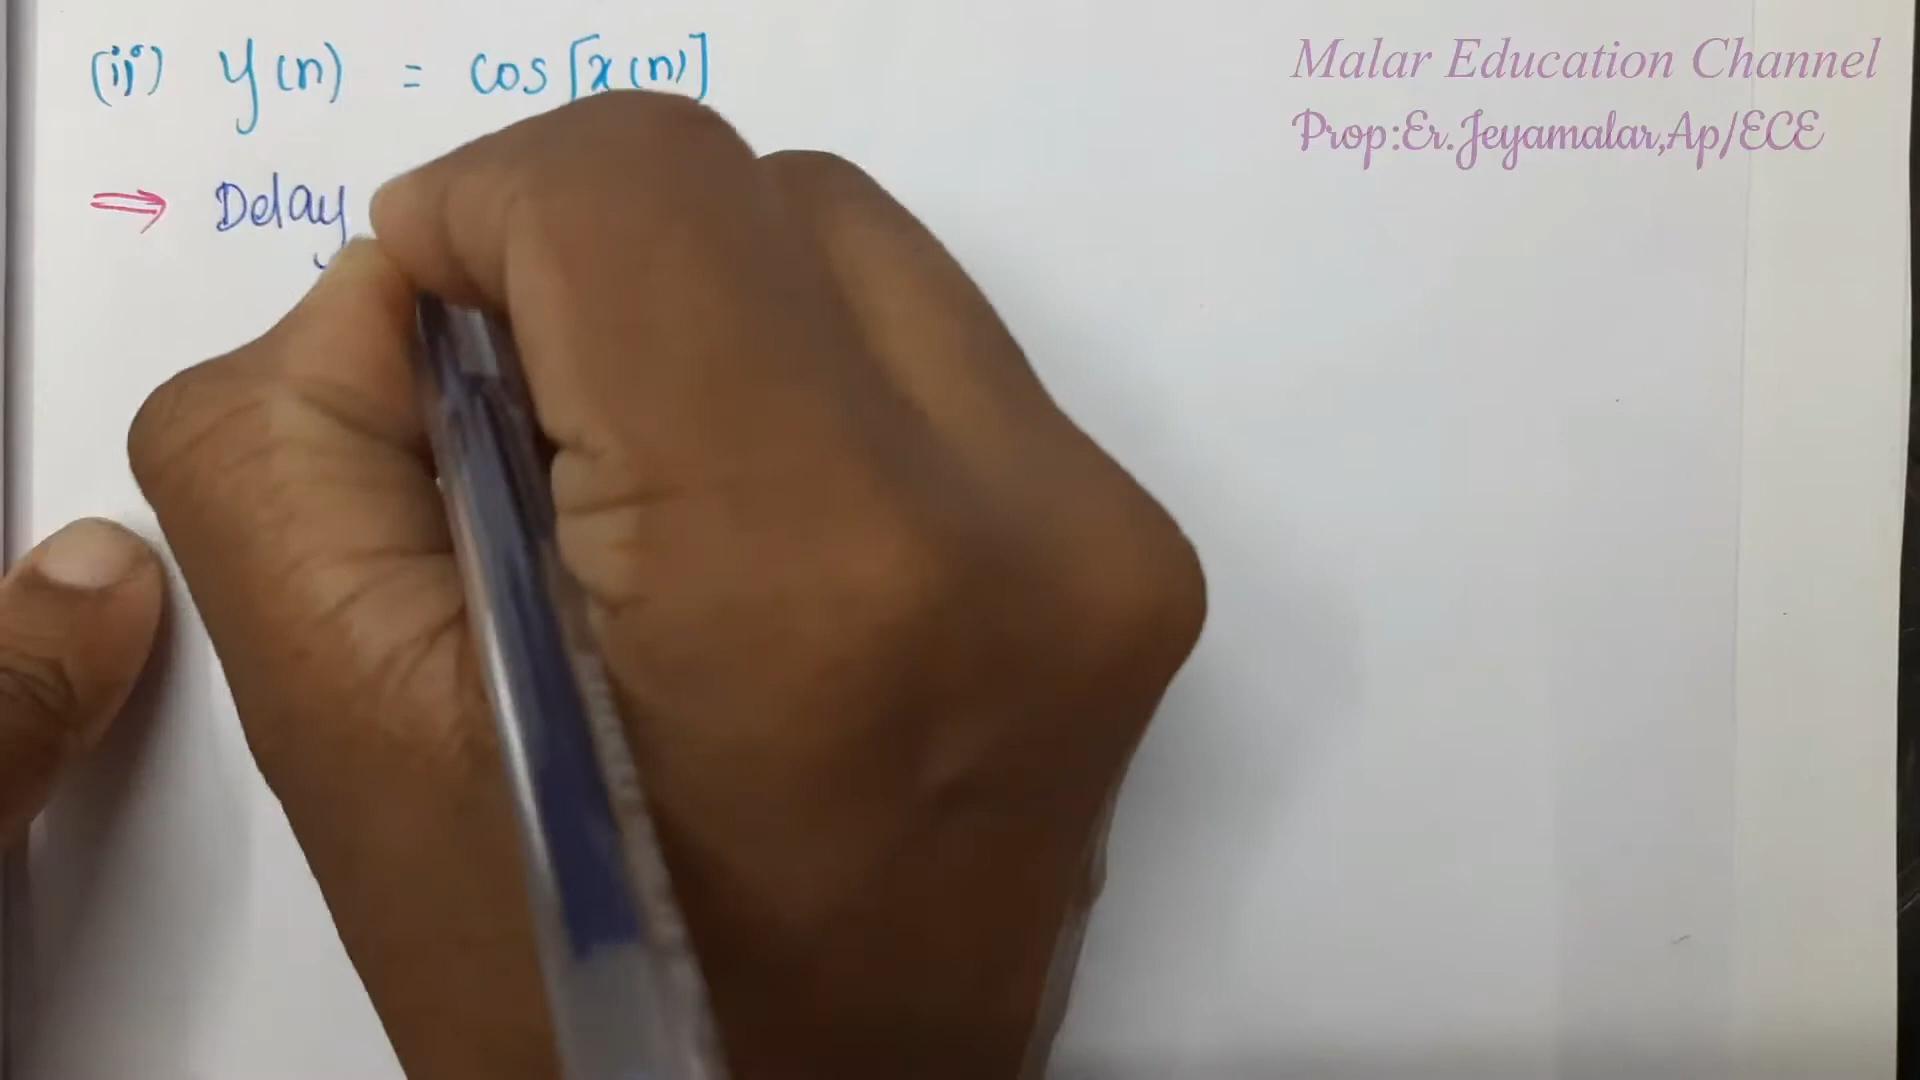 (ii) y(n) = cos[x(n)]
⇒ Delay
Malar Education Channel
Prop:Er.Jeyamalar,Ap/ECE